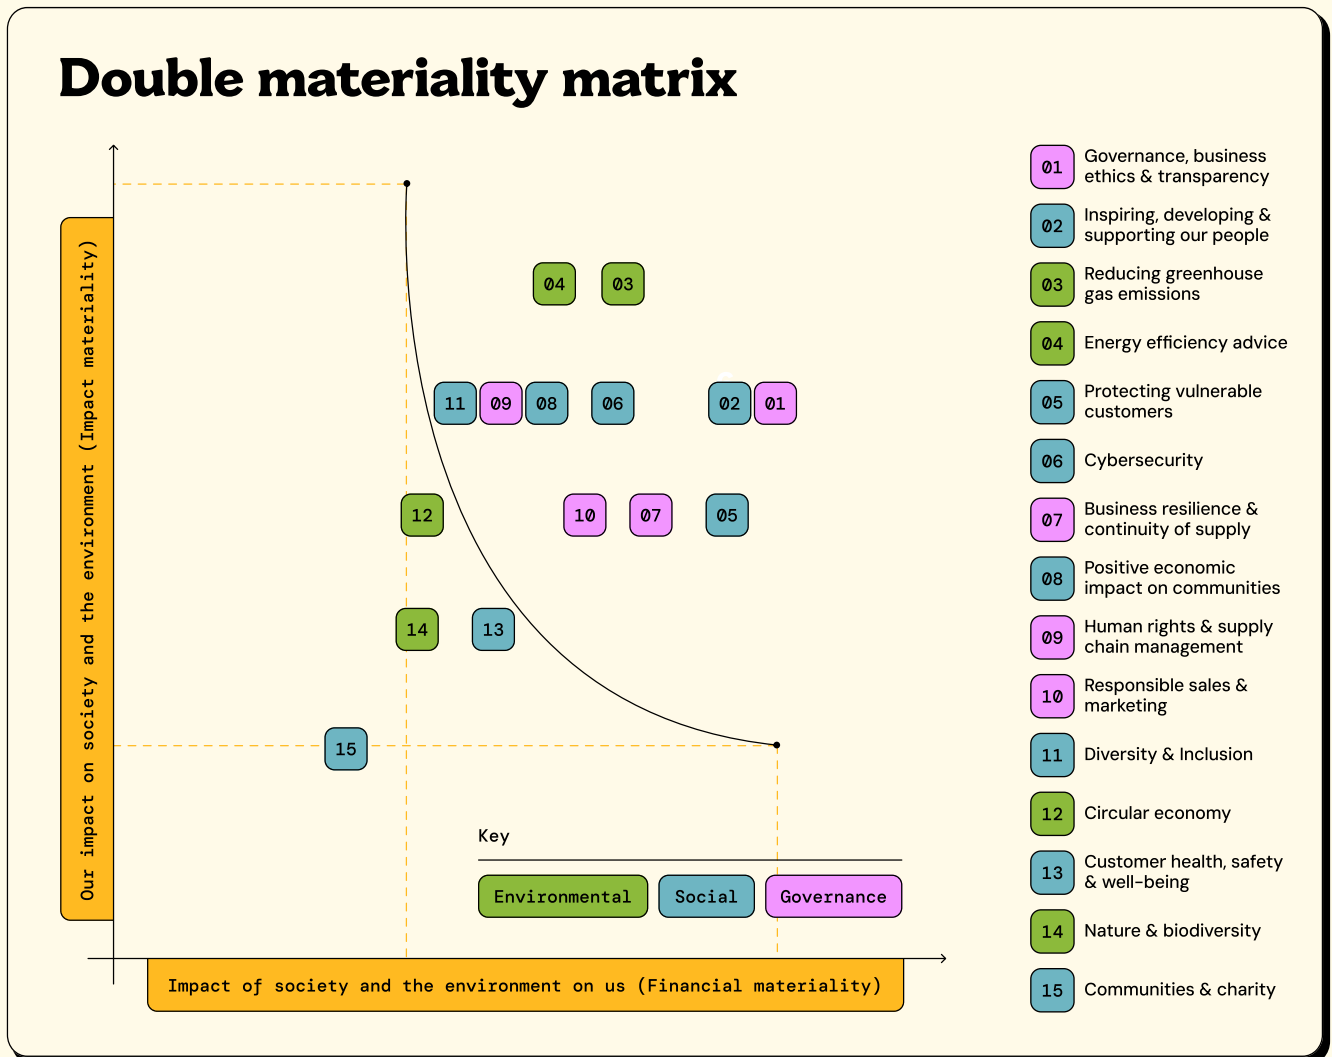 Double materiality matrix
Our impact on society and the environment (Impact materiality)
04
03
11
09
08
06
02
01
12
10
07
05
14
13
15
Key
Environmental
Social
Governance
Impact of society and the environment on us (Financial materiality)
01
Governance, business
ethics & transparency
02
Inspiring, developing &
supporting our people
03
Reducing greenhouse
gas emissions
04
Energy efficiency advice
05
Protecting vulnerable
customers
06
Cybersecurity
07
Business resilience &
continuity of supply
08
Positive economic
impact on communities
09
Human rights & supply
chain management
10
Responsible sales &
marketing
11
Diversity & Inclusion
12
Circular economy
13
Customer health, safety
& well-being
14
Nature & biodiversity
15
Communities & charity